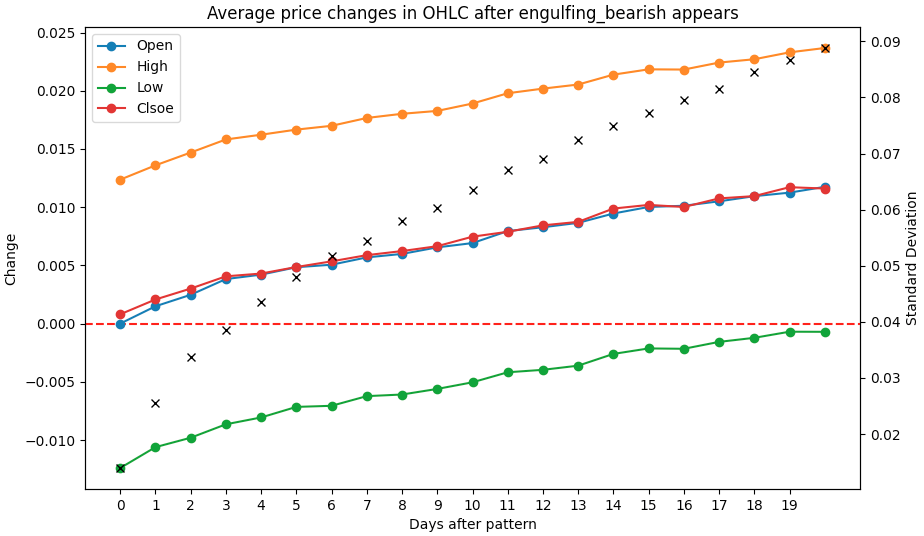 Average price changes in OHLC after engulfing_bearish appears
Open
High
Low
Clsoe
0.025
0.020
0.015
0.010
0.005
0.000
−0.005
−0.010
Change
0.09
0.08
0.07
0.06
0.05
0.04
0.03
0.02
Standard Deviation
0 1 2 3 4 5 6 7 8 9 10 11 12 13 14 15 16 17 18 19
Days after pattern